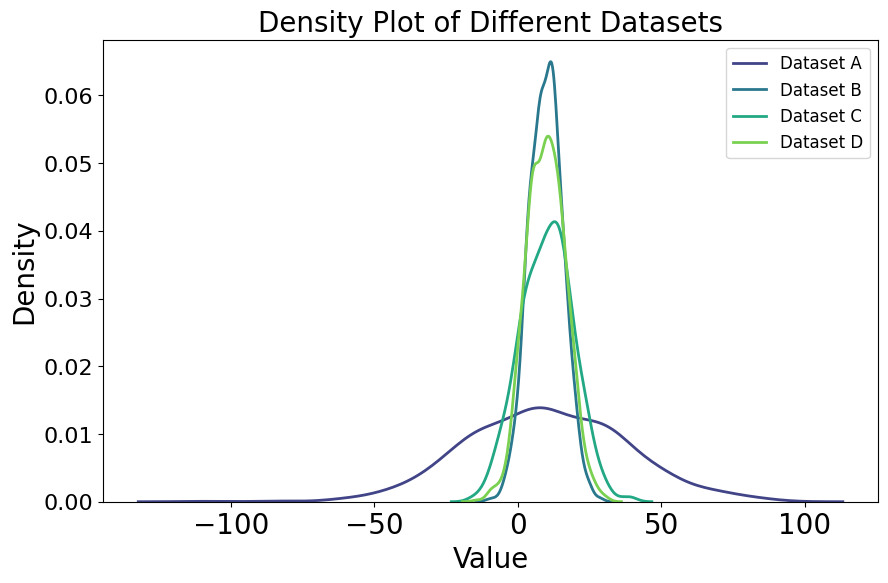 Density Plot of Different Datasets
Dataset A
Dataset B
Dataset C
Dataset D
Density
0.06
0.05
0.04
0.03
0.02
0.01
0.00
−100
−50
0
50
100
Value